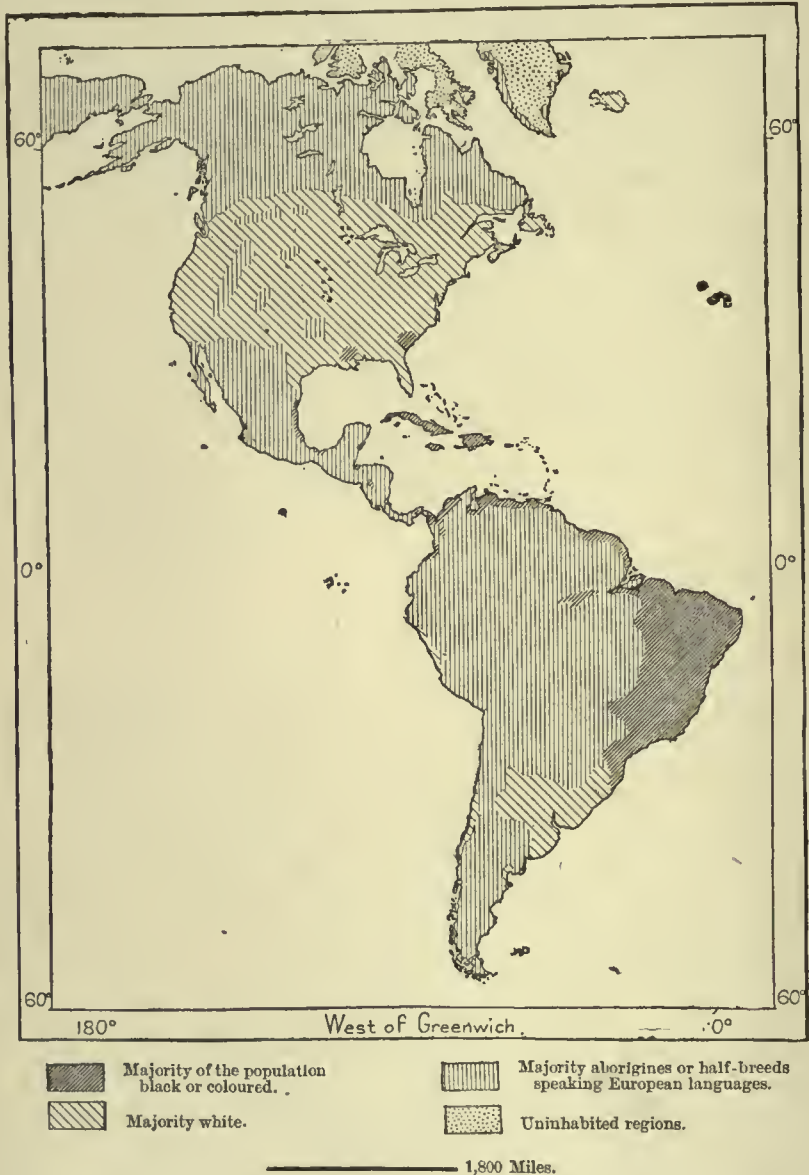 60°
60°
0°
0°
60°
60°
180°
West of Greenwich.
0°
Majority of the population
black or coloured.
Majority aborigines or half-breeds
speaking European languages.
Majority white.
Uninhabited regions.
1,800 Miles.